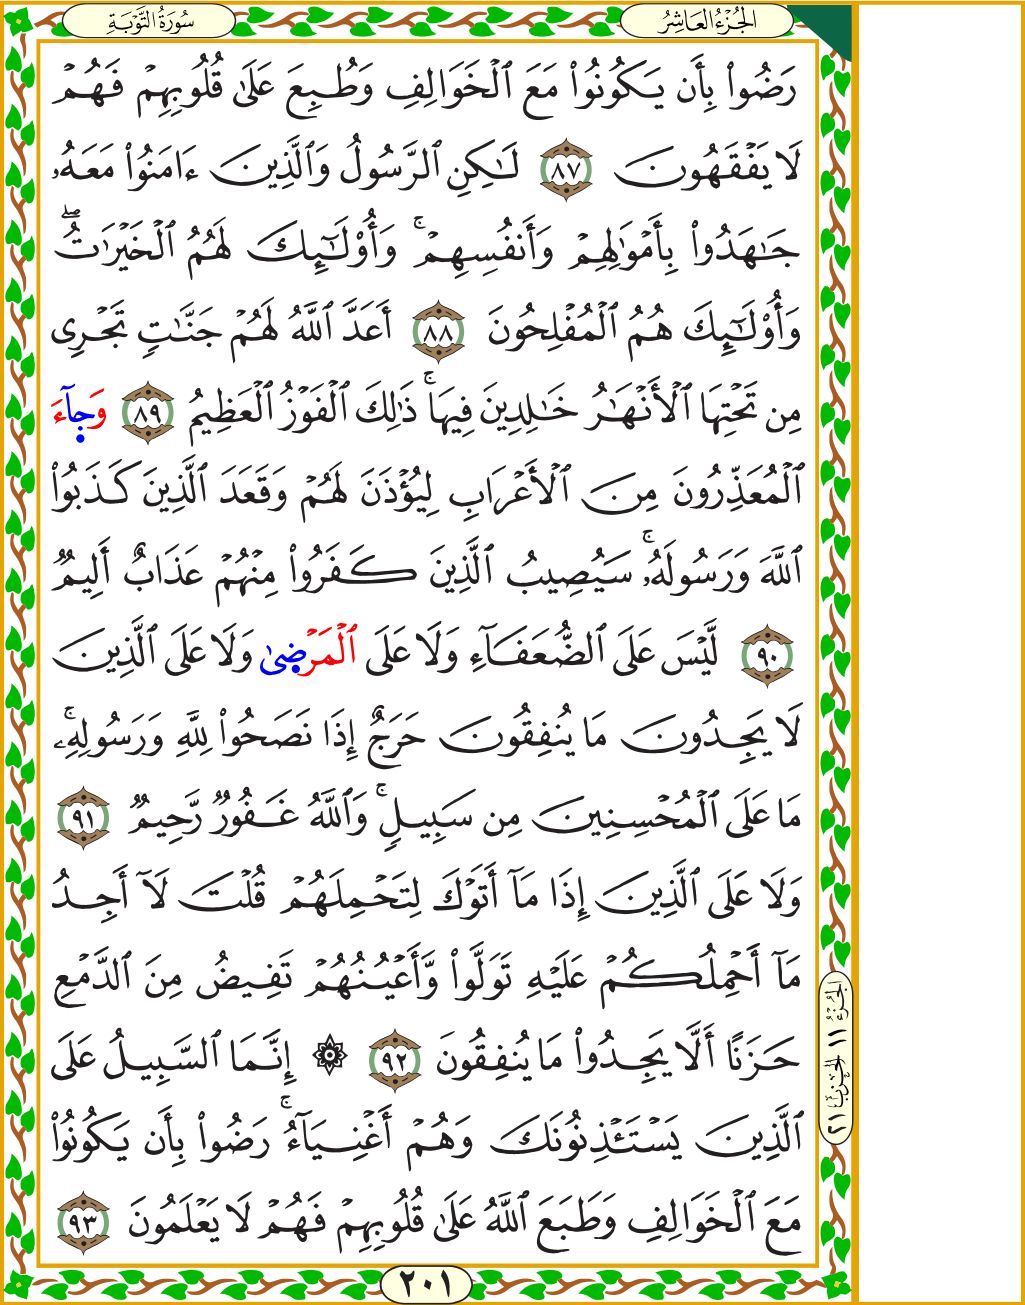 سُورَةُ التَّوۡبَةِ
الجُزۡءُ العَاشِرُ
رَضُوا۟ بِأَن يَكُونُوا۟ مَعَ ٱلۡخَوَالِفِ وَطُبِعَ عَلَىٰ قُلُوبِهِمۡ فَهُمۡ
لَا يَفۡقَهُونَ ٨٧ لَـٰكِنِ ٱلرَّسُولُ وَٱلَّذِينَ ءَامَنُوا۟ مَعَهُۥ
جَـٰهَدُوا۟ بِأَمۡوَٰلِهِمۡ وَأَنفُسِهِمۡۚ وَأُو۟لَـٰٓئِكَ لَهُمُ ٱلۡخَيۡرَٰتُۖ
وَأُو۟لَـٰٓئِكَ هُمُ ٱلۡمُفۡلِحُونَ ٨٨ أَعَدَّ ٱللَّهُ لَهُمۡ جَنَّـٰتٍ تَجۡرِى
مِن تَحۡتِهَا ٱلۡأَنۡهَـٰرُ خَـٰلِدِينَ فِيهَاۚ ذَٰلِكَ ٱلۡفَوۡزُ ٱلۡعَظِيمُ ٨٩ وَجآءَ
ٱلۡمُعَذِّرُونَ مِنَ ٱلۡأَعۡرَابِ لِيُؤۡذَنَ لَهُمۡ وَقَعَدَ ٱلَّذِينَ كَذَبُوا۟
ٱللَّهَ وَرَسُولَهُۥۚ سَيُصِيبُ ٱلَّذِينَ كَفَرُوا۟ مِنۡهُمۡ عَذَابٌ أَلِيمٌ
٩٠ لَّيۡسَ عَلَى ٱلضُّعَفَآءِ وَلَا عَلَى ٱلۡمَرۡضىٰ وَلَا عَلَى ٱلَّذِينَ
لَا يَجِدُونَ مَا يُنفِقُونَ حَرَجٌ إِذَا نَصَحُوا۟ لِلَّهِ وَرَسُولِهِۦۚ
مَا عَلَى ٱلۡمُحۡسِنِينَ مِن سَبِيلٍۚ وَٱللَّهُ غَفُورٌ رَّحِيمٌ ٩١
وَلَا عَلَى ٱلَّذِينَ إِذَا مَآ أَتَوۡكَ لِتَحۡمِلَهُمۡ قُلۡتَ لَآ أَجِدُ
مَآ أَحۡمِلُكُمۡ عَلَيۡهِ تَوَلَّوا۟ وَّأَعۡيُنُهُمۡ تَفِيضُ مِنَ ٱلدَّمۡعِ
حَزَنًا أَلَّا يَجِدُوا۟ مَا يُنفِقُونَ ٩٢ ۞ إِنَّمَا ٱلسَّبِيلُ عَلَى
ٱلَّذِينَ يَسۡتَـٔۡذِنُونَكَ وَهُمۡ أَغۡنِيَآءُۚ رَضُوا۟ بِأَن يَكُونُوا۟
مَعَ ٱلۡخَوَالِفِ وَطَبَعَ ٱللَّهُ عَلَىٰ قُلُوبِهِمۡ فَهُمۡ لَا يَعۡلَمُونَ ٩٣
الجُزۡءُ ١١ الحِزۡبُ ٢١
٢٠١